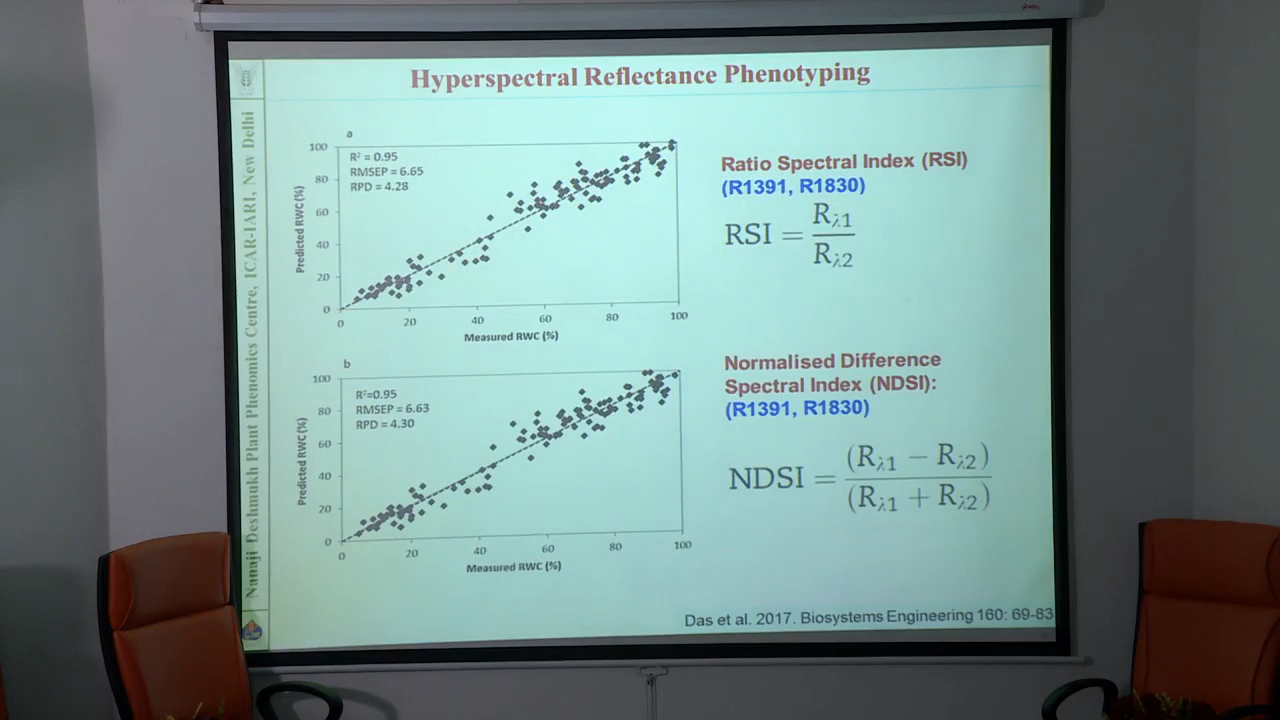 Hyperspectral Reflectance Phenotyping
Nanaji Deshmukh Plant Phenomics Centre, ICAR-IARI, New Delhi
a
R² = 0.95
RMSEP = 6.65
RPD = 4.28
Predicted RWC (%)
100
80
60
40
20
0
0 20 40 60 80 100
Measured RWC (%)
Ratio Spectral Index (RSI)
(R1391, R1830)
RSI = Rλ1 / Rλ2
b
R²=0.95
RMSEP = 6.63
RPD = 4.30
Predicted RWC (%)
100
80
60
40
20
0
0 20 40 60 80 100
Measured RWC (%)
Normalised Difference
Spectral Index (NDSI):
(R1391, R1830)
NDSI = (Rλ1 − Rλ2) / (Rλ1 + Rλ2)
Das et al. 2017. Biosystems Engineering 160: 69-83